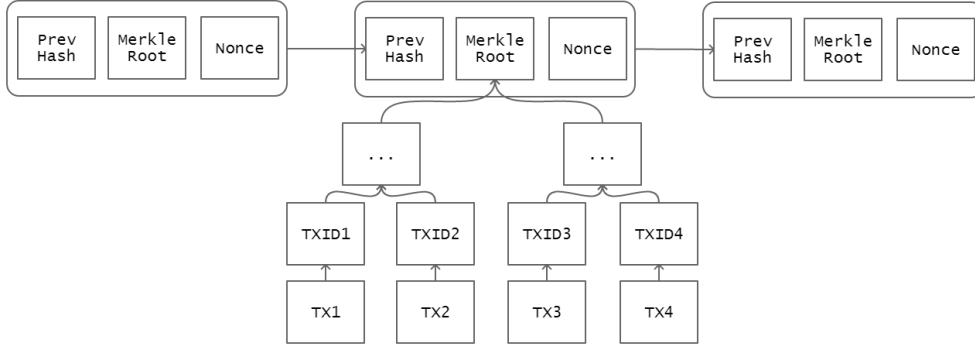 Prev
Hash
Merkle
Root
Nonce
Prev
Hash
Merkle
Root
Nonce
Prev
Hash
Merkle
Root
Nonce
...
...
TXID1
TXID2
TXID3
TXID4
TX1
TX2
TX3
TX4